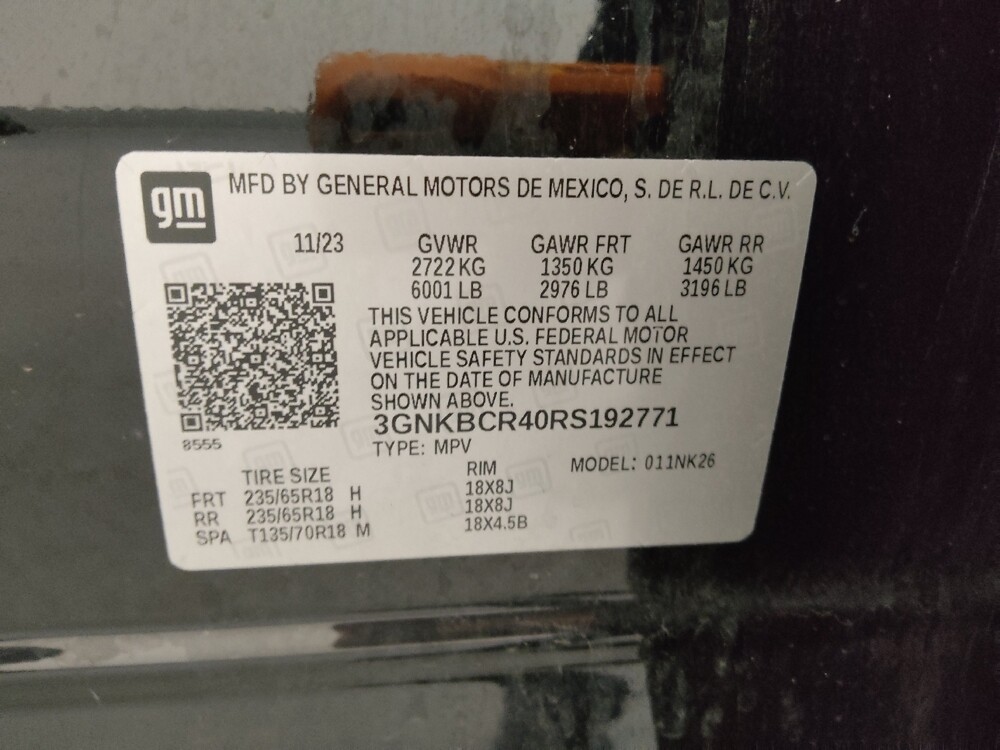 gm MFD BY GENERAL MOTORS DE MEXICO, S. DE R.L. DE C.V.
11/23 GVWR GAWR FRT GAWR RR
2722 KG 1350 KG 1450 KG
6001 LB 2976 LB 3196 LB
THIS VEHICLE CONFORMS TO ALL
APPLICABLE U.S. FEDERAL MOTOR
VEHICLE SAFETY STANDARDS IN EFFECT
ON THE DATE OF MANUFACTURE
SHOWN ABOVE.
3GNKBCR40RS192771
8555 TYPE: MPV
TIRE SIZE RIM MODEL: 011NK26
FRT 235/65R18 H 18X8J
RR 235/65R18 H 18X8J
SPA T135/70R18 M 18X4.5B